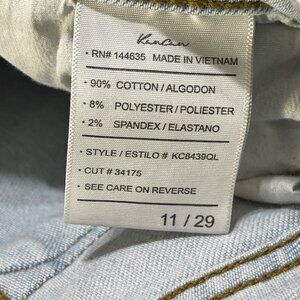 KanCan
• RN# 144635 MADE IN VIETNAM
• 90% COTTON / ALGODON
• 8% POLYESTER / POLIESTER
• 2% SPANDEX / ELASTANO
• STYLE / ESTILO # KC8439QL
• CUT # 34175
• SEE CARE ON REVERSE
11 / 29